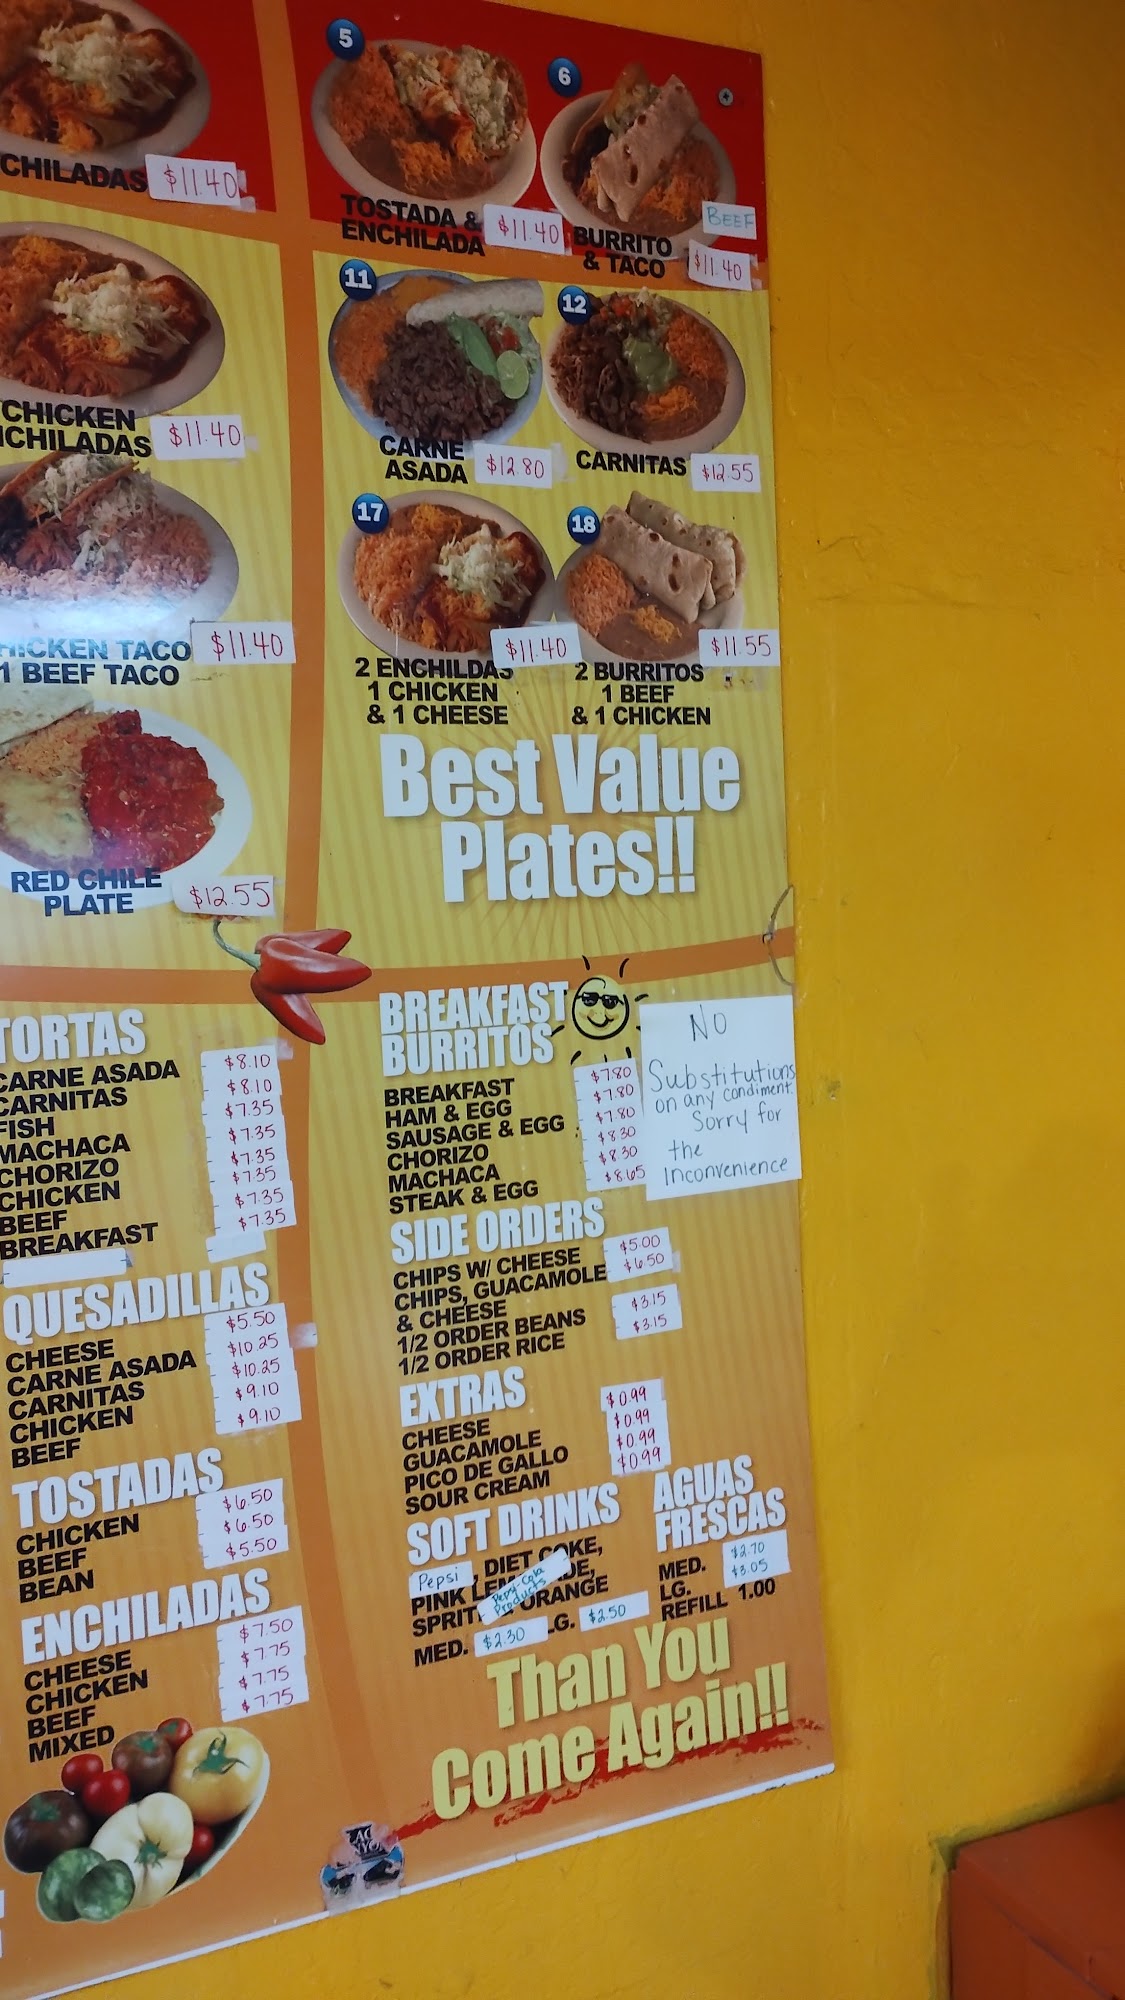 CHILADAS $11.40
5
TOSTADA &
ENCHILADA $11.40
6
BEEF
BURRITO
& TACO $11.40
CHICKEN
CHILADAS $11.40
11
CARNE
ASADA $12.80
12
CARNITAS $12.55
HICKEN TACO
1 BEEF TACO $11.40
17
$11.40
2 ENCHILDAS
1 CHICKEN
& 1 CHEESE
18
$11.55
2 BURRITOS
1 BEEF
& 1 CHICKEN
RED CHILE
PLATE $12.55
Best Value
Plates!!
TORTAS
CARNE ASADA $8.10
CARNITAS $8.10
FISH $7.35
MACHACA $7.35
CHORIZO $7.35
CHICKEN $7.35
BEEF $7.35
BREAKFAST $7.35
QUESADILLAS
CHEESE $5.50
CARNE ASADA $10.25
CARNITAS $10.25
CHICKEN $9.10
BEEF $9.10
TOSTADAS
CHICKEN $6.50
BEEF $6.50
BEAN $5.50
ENCHILADAS
CHEESE $7.50
CHICKEN $7.75
BEEF $7.75
MIXED $7.75
BREAKFAST
BURRITOS
BREAKFAST $7.80
HAM & EGG $7.80
SAUSAGE & EGG $7.80
CHORIZO $8.30
MACHACA $8.30
STEAK & EGG $8.65
No
Substitutions
on any condiment.
Sorry for
the
Inconvenience
SIDE ORDERS
CHIPS W/ CHEESE $5.00
CHIPS, GUACAMOLE $6.50
& CHEESE
1/2 ORDER BEANS $3.15
1/2 ORDER RICE $3.15
EXTRAS
CHEESE $0.99
GUACAMOLE $0.99
PICO DE GALLO $0.99
SOUR CREAM $0.99
SOFT DRINKS
Pepsi, DIET COKE,
PINK LEM DE,
Pepsi-Cola
Products
SPRIT ORANGE
MED. $2.30 LG. $2.50
AGUAS
FRESCAS
MED. $2.70
LG. $3.05
REFILL 1.00
Than You
Come Again!!